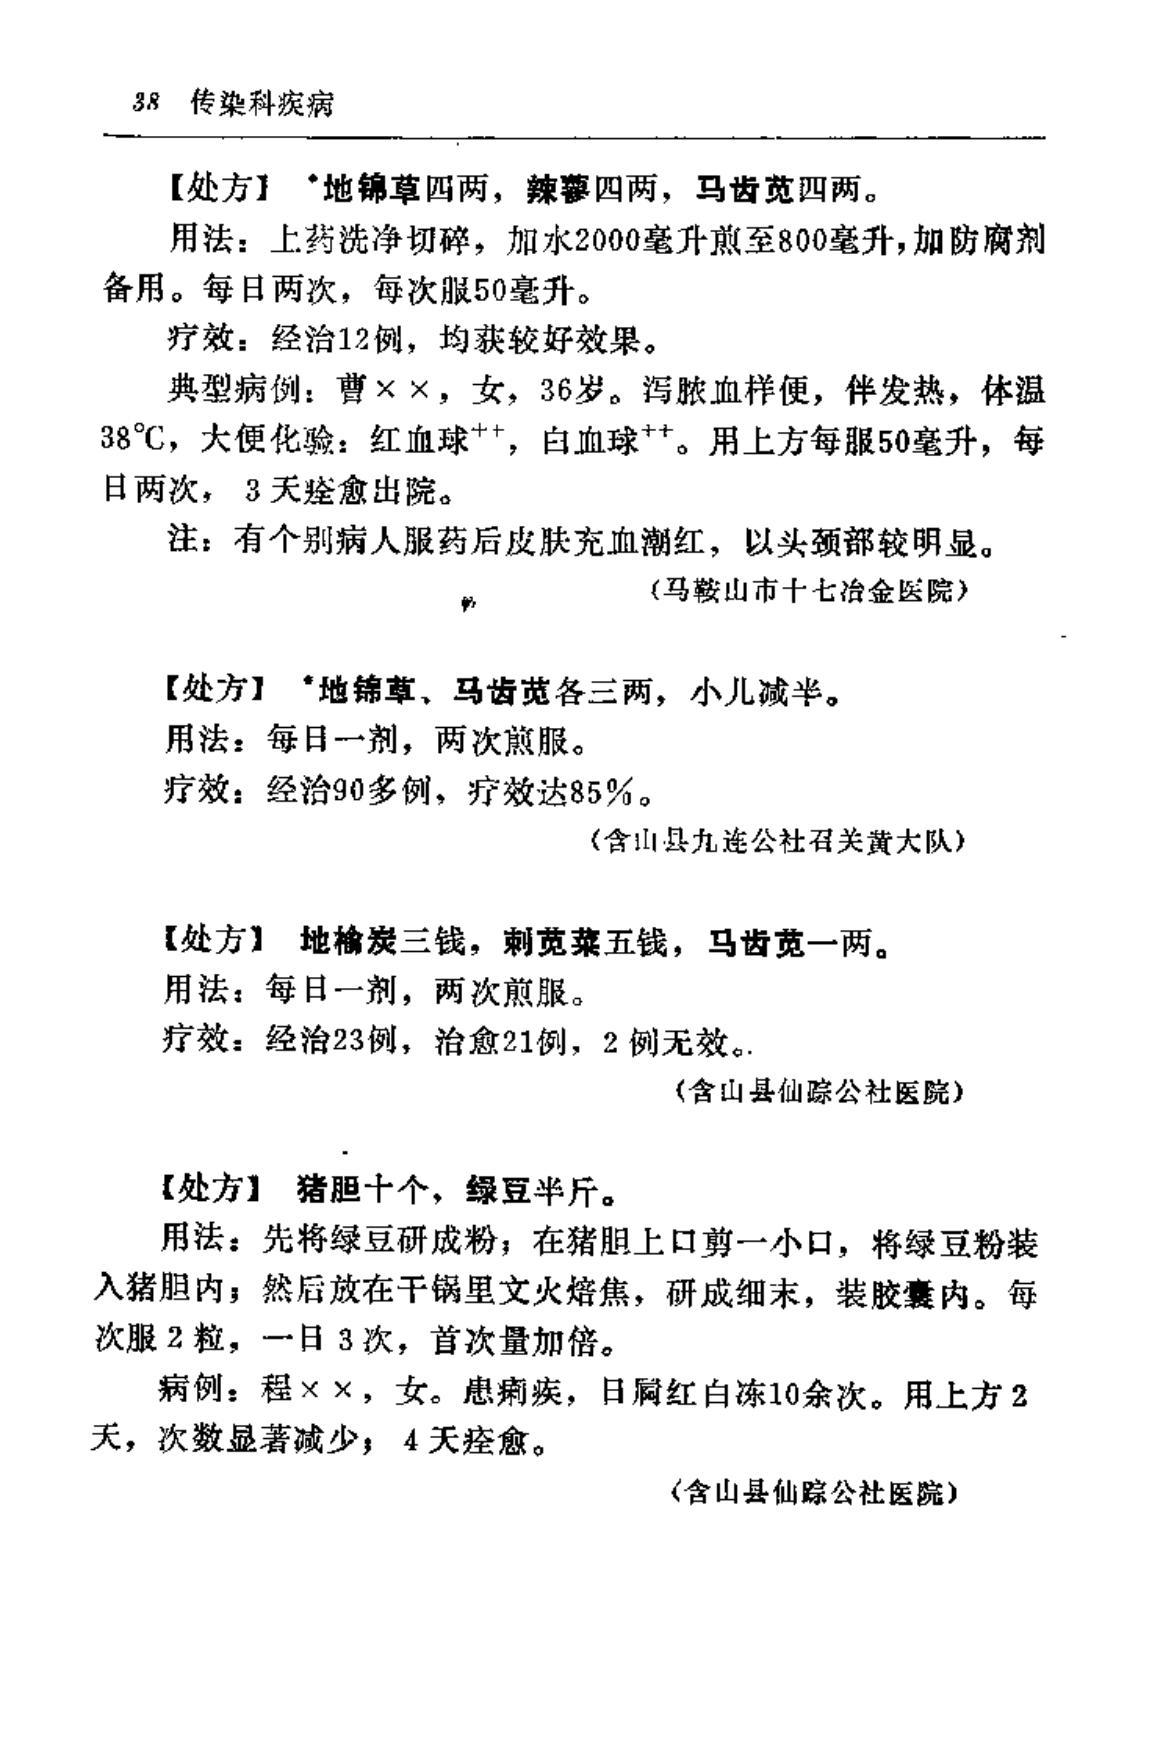 38 传染科疾病
【处方】 *地锦草四两，辣蓼四两，马齿苋四两。
用法：上药洗净切碎，加水2000毫升煎至800毫升，加防腐剂
备用。每日两次，每次服50毫升。
疗效：经治12例，均获较好效果。
典型病例：曹××，女，36岁。泻脓血样便，伴发热，体温
38℃，大便化验：红血球⁺⁺，白血球⁺⁺。用上方每服50毫升，每
日两次，3天痊愈出院。
注：有个别病人服药后皮肤充血潮红，以头颈部较明显。
（马鞍山市十七冶金医院）
【处方】 *地锦草、马齿苋各三两，小儿减半。
用法：每日一剂，两次煎服。
疗效：经治90多例，疗效达85％。
（含山县九连公社召关黄大队）
【处方】 地榆炭三钱，刺苋菜五钱，马齿苋一两。
用法：每日一剂，两次煎服。
疗效：经治23例，治愈21例，2例无效。
（含山县仙踪公社医院）
【处方】 猪胆十个，绿豆半斤。
用法：先将绿豆研成粉；在猪胆上口剪一小口，将绿豆粉装
入猪胆内；然后放在干锅里文火焙焦，研成细末，装胶囊内。每
次服2粒，一日3次，首次量加倍。
病例：程××，女。患痢疾，日屙红白冻10余次。用上方2
天，次数显著减少；4天痊愈。
（含山县仙踪公社医院）